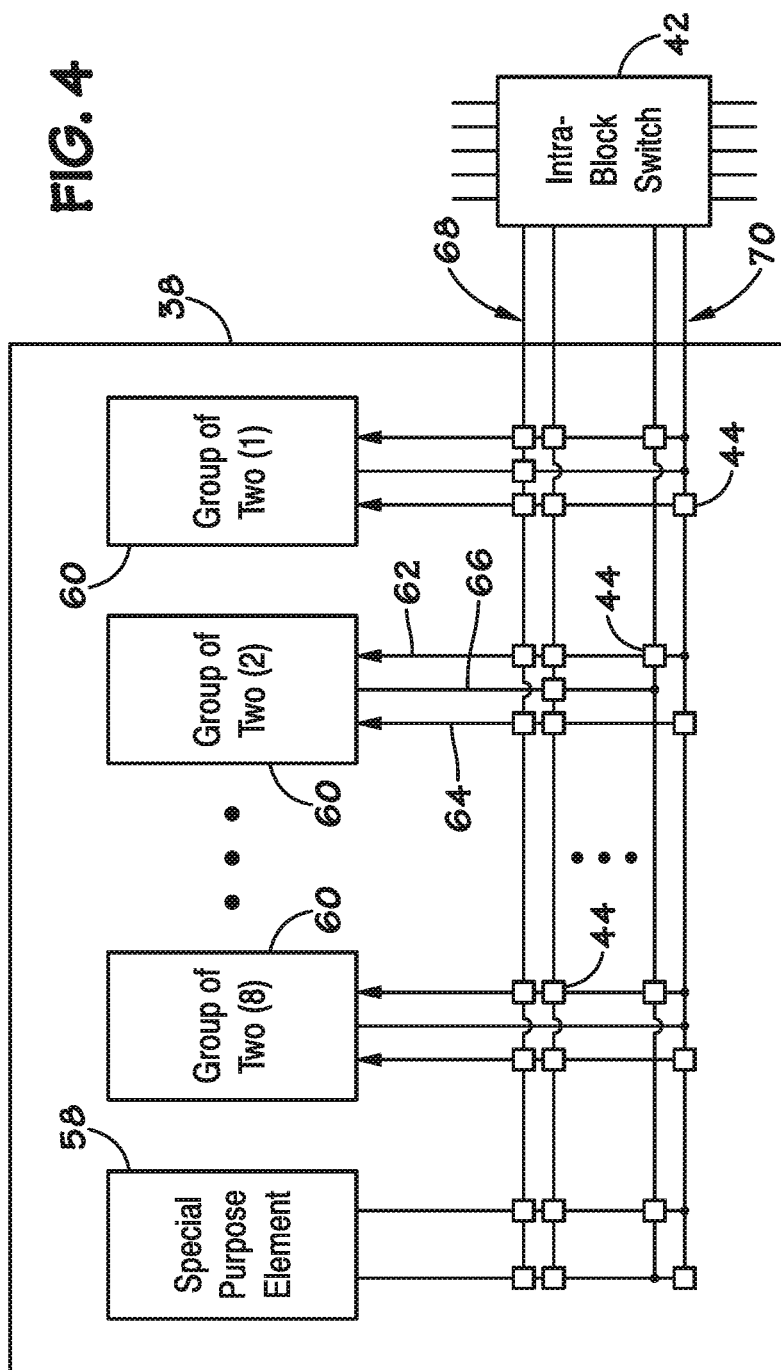 FIG. 4
38
60
Group of
Two (1)
60
Group of
Two (2)
60
Group of
Two (8)
58
Special
Purpose
Element
62
66
64
44
44
44
68
70
42
Intra-
Block
Switch